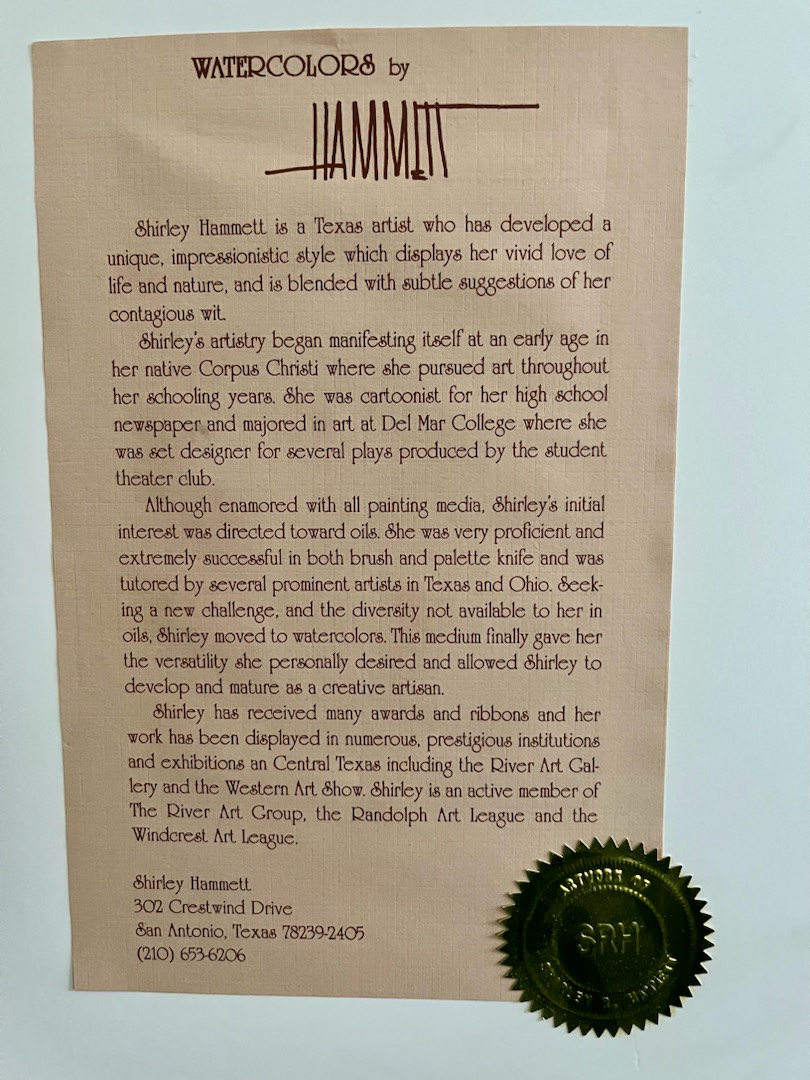 WATERCOLORS by
HAMMETT
Shirley Hammett is a Texas artist who has developed a
unique, impressionistic style which displays her vivid love of
life and nature, and is blended with subtle suggestions of her
contagious wit.
Shirley's artistry began manifesting itself at an early age in
her native Corpus Christi where she pursued art throughout
her schooling years. She was cartoonist for her high school
newspaper and majored in art at Del Mar College where she
was set designer for several plays produced by the student
theater club.
Although enamored with all painting media, Shirley's initial
interest was directed toward oils. She was very proficient and
extremely successful in both brush and palette knife and was
tutored by several prominent artists in Texas and Ohio. Seek-
ing a new challenge, and the diversity not available to her in
oils, Shirley moved to watercolors. This medium finally gave her
the versatility she personally desired and allowed Shirley to
develop and mature as a creative artisan.
Shirley has received many awards and ribbons and her
work has been displayed in numerous, prestigious institutions
and exhibitions an Central Texas including the River Art Gal-
lery and the Western Art Show. Shirley is an active member of
The River Art Group, the Randolph Art League and the
Windcrest Art League.
Shirley Hammett
302 Crestwind Drive
San Antonio, Texas 78239-2405
(210) 653-6206
ARTWORK OF
SRH
SHIRLEY R. HAMMETT